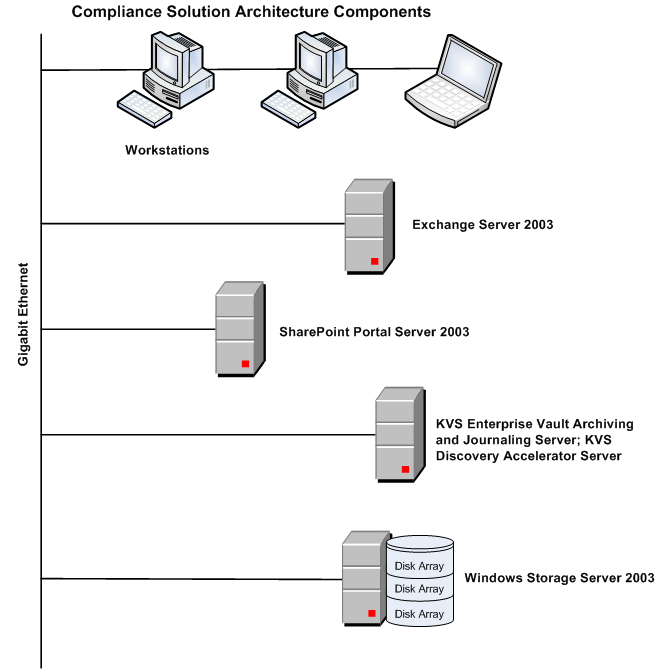 Compliance Solution Architecture Components
Workstations
Exchange Server 2003
Gigabit Ethernet
SharePoint Portal Server 2003
KVS Enterprise Vault Archiving
and Journaling Server; KVS
Discovery Accelerator Server
Disk Array
Disk Array
Disk Array
Windows Storage Server 2003